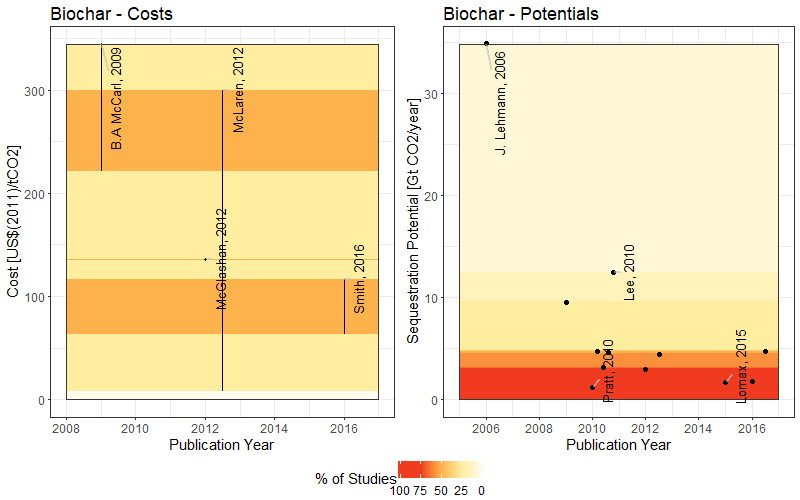 Biochar - Costs
Cost [US$(2011)/tCO2]
300
200
100
0
B.A McCarl, 2009
McLaren, 2012
McGlashan, 2012
Smith, 2016
2008
2010
2012
2014
2016
Publication Year
Biochar - Potentials
Sequestration Potential [Gt CO2/year]
30
20
10
0
J. Lehmann, 2006
Lee, 2010
Pratt, 2010
Lomax, 2015
2006
2008
2010
2012
2014
2016
Publication Year
% of Studies
100 75 50 25 0